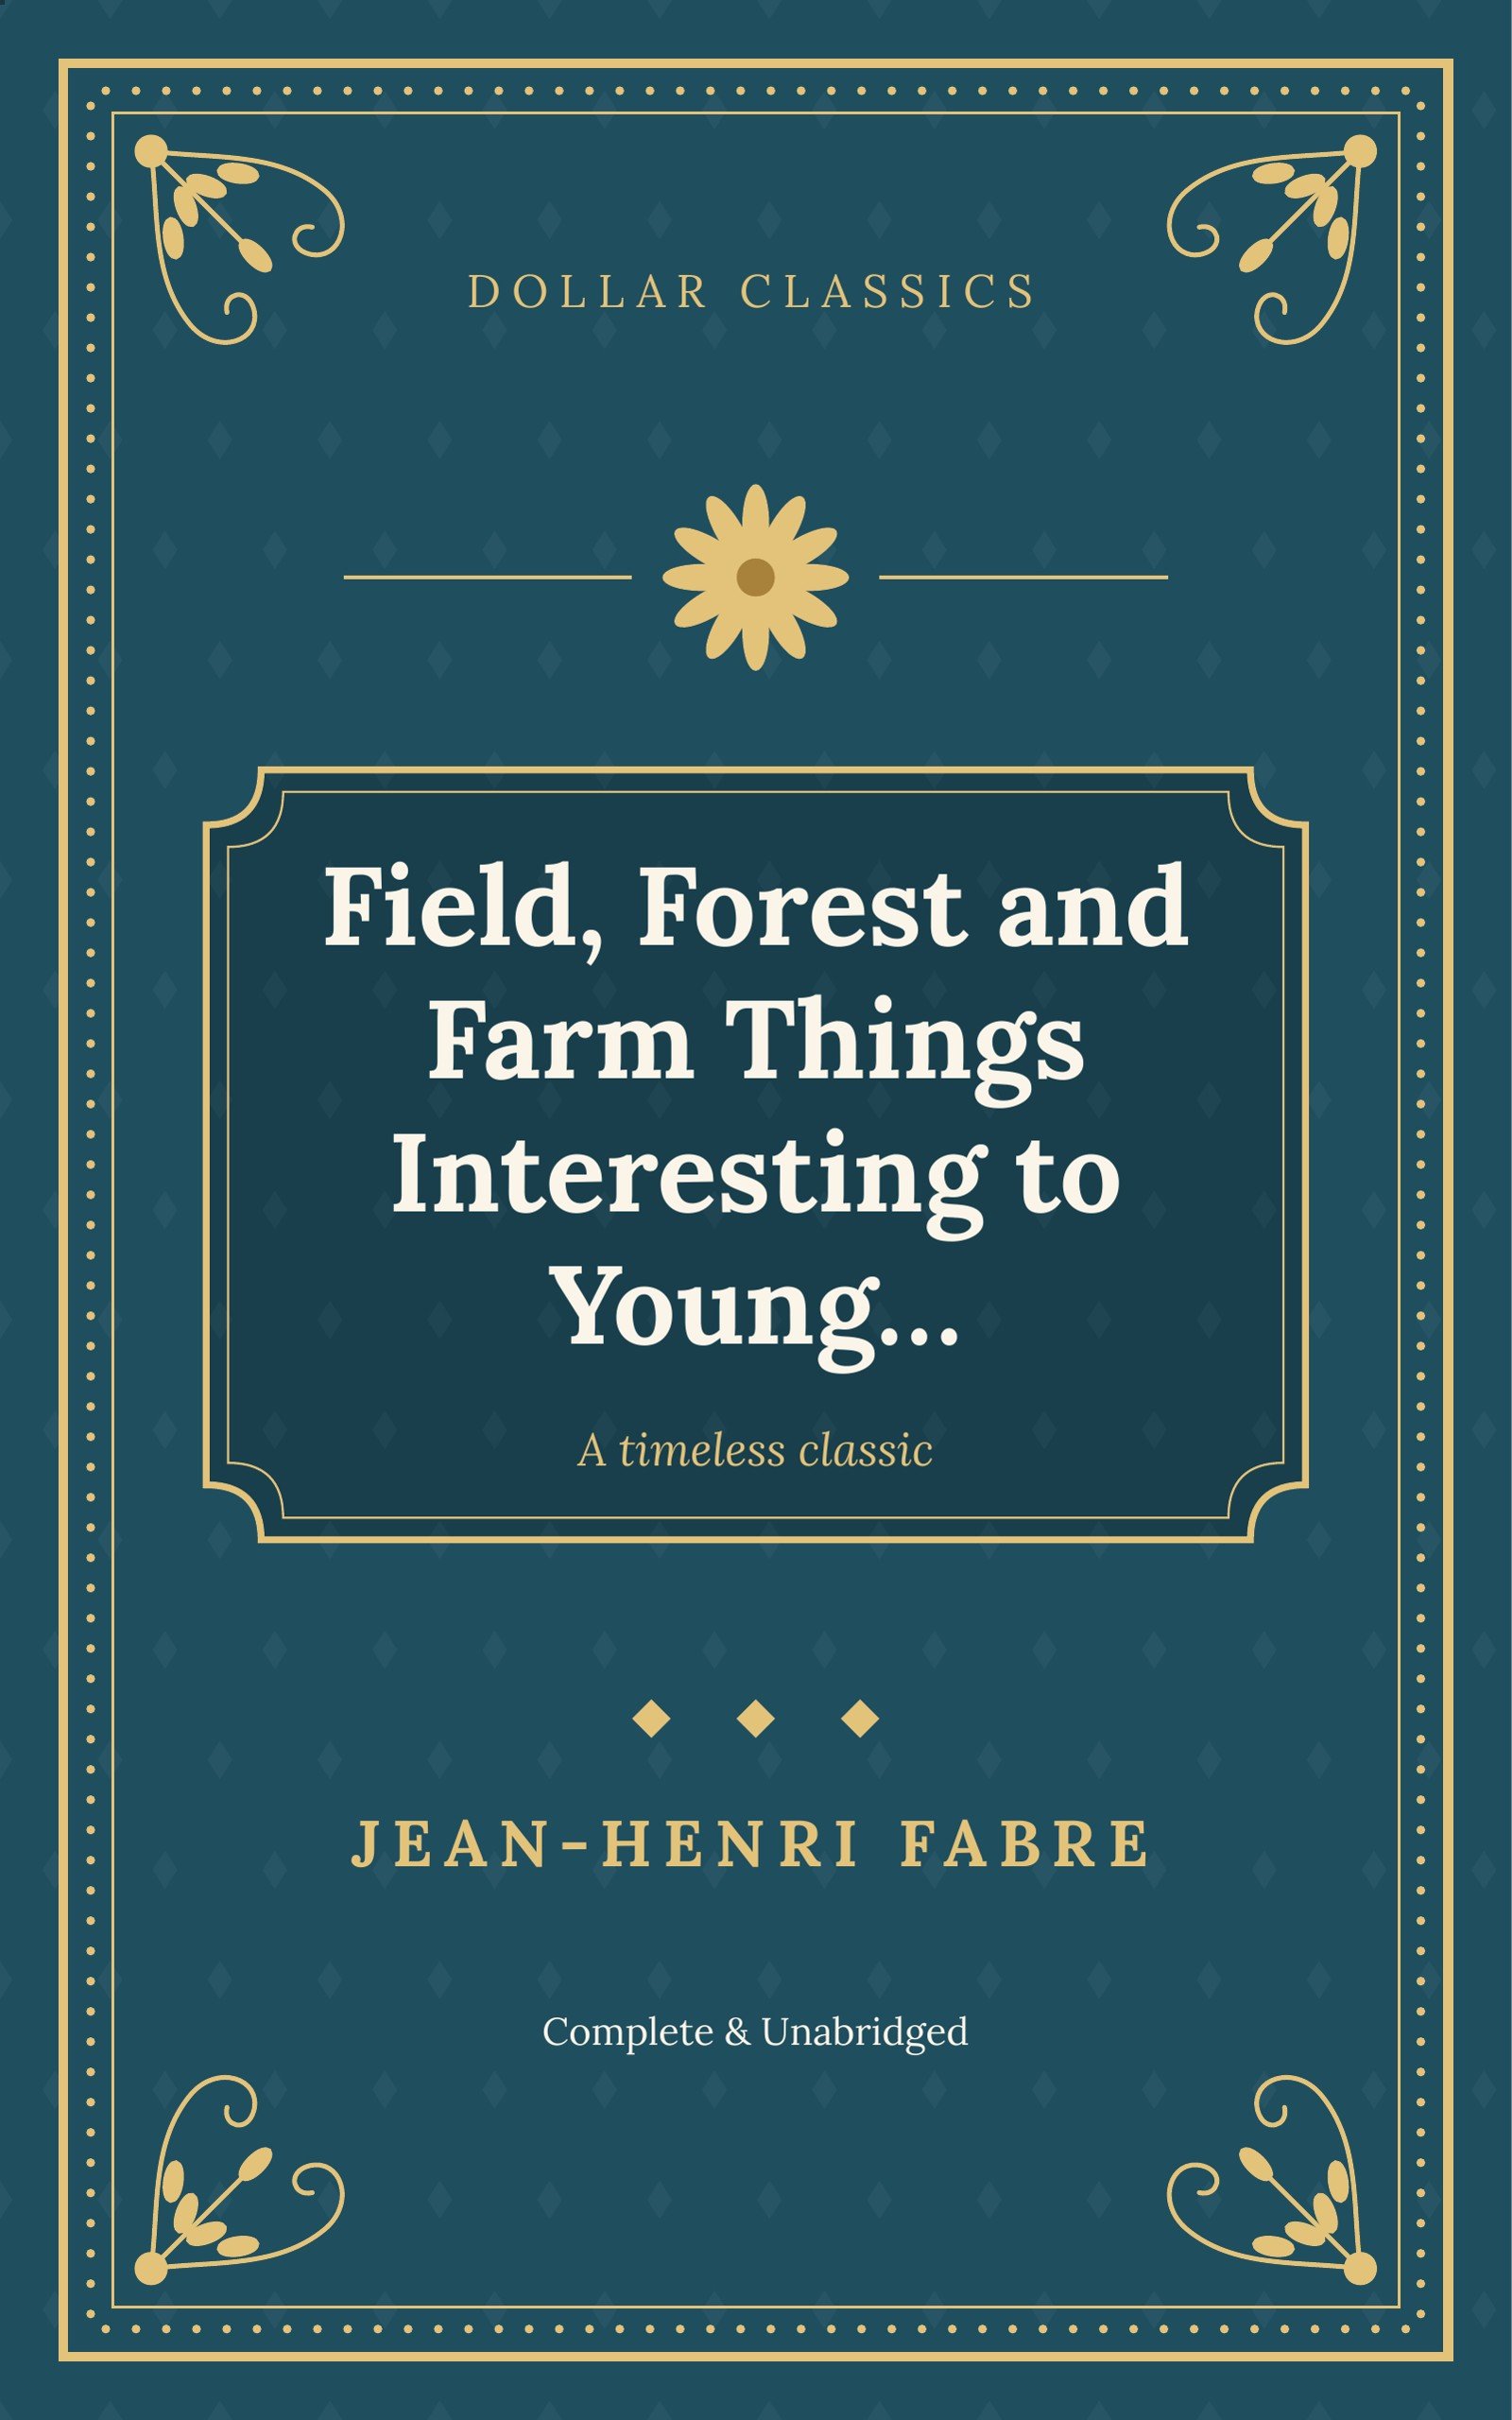 DOLLAR CLASSICS
Field, Forest and
Farm Things
Interesting to
Young...
A timeless classic
JEAN-HENRI FABRE
Complete & Unabridged